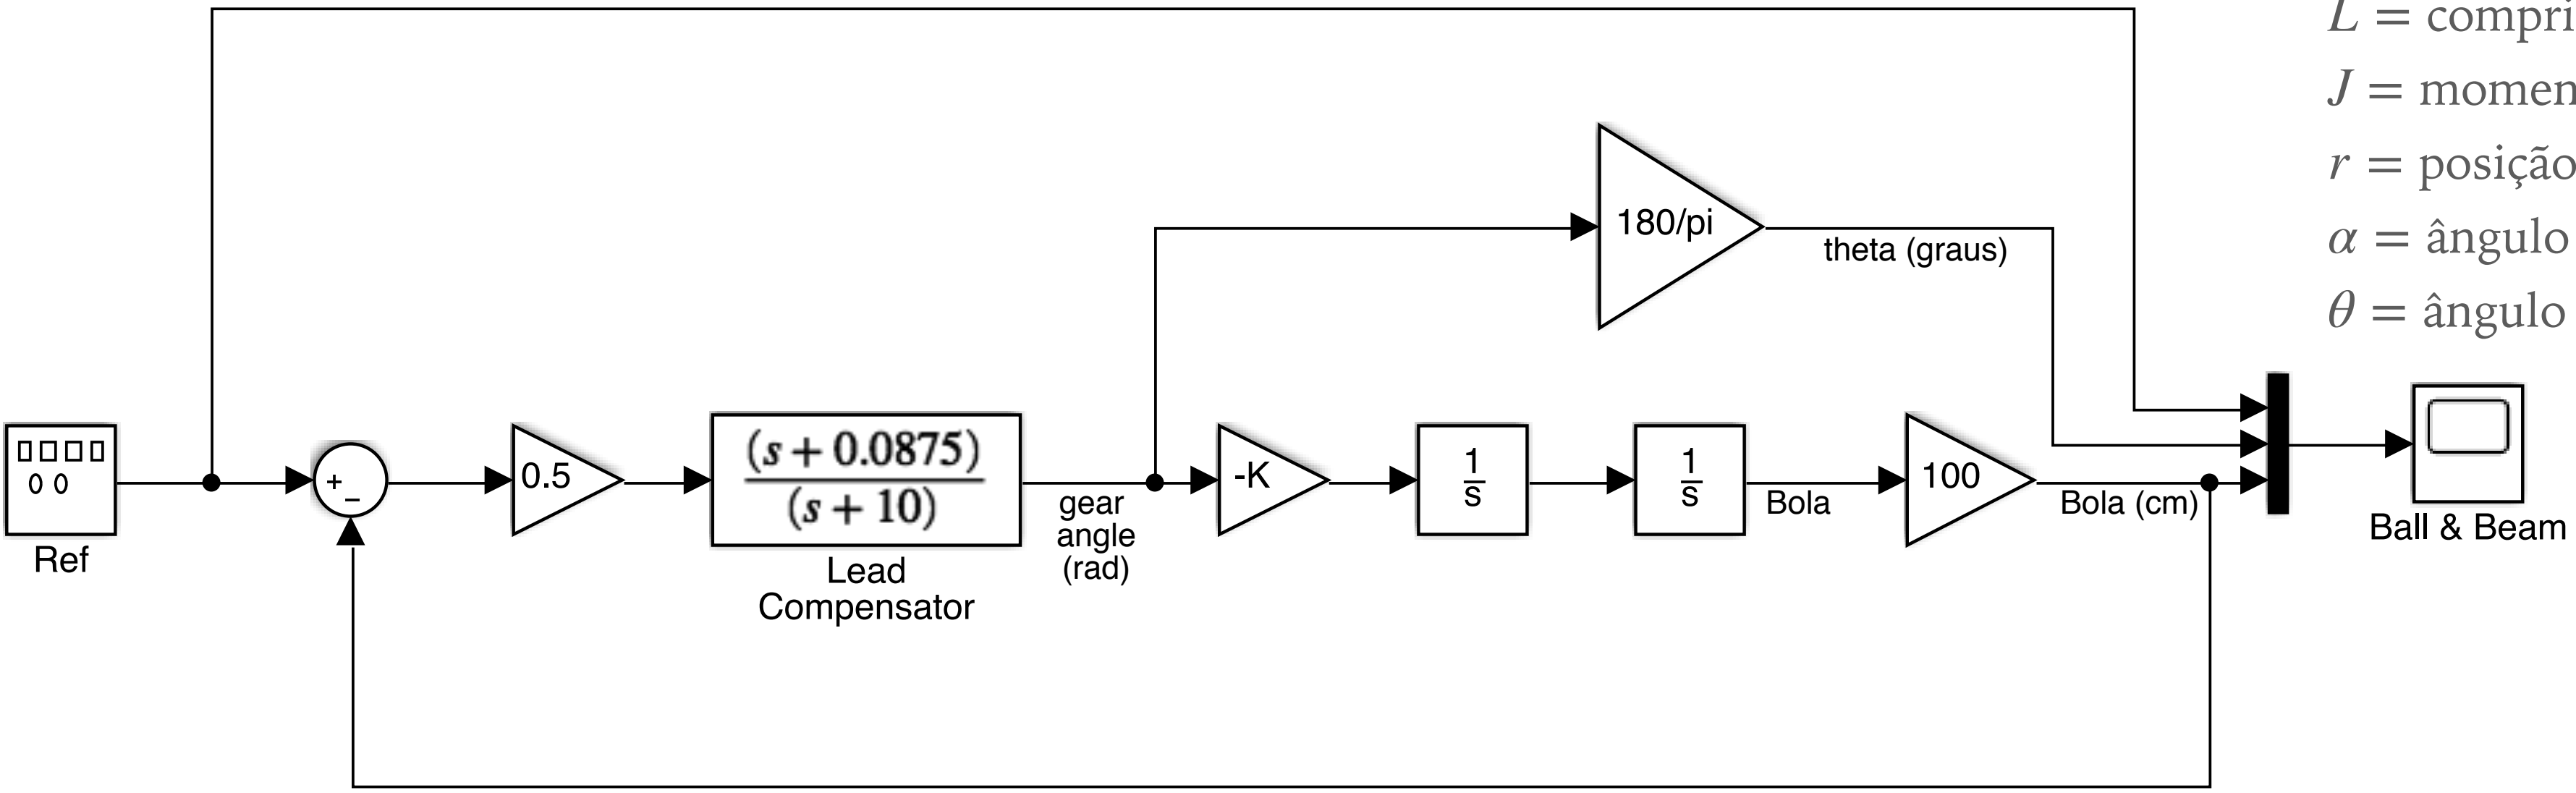 L = compri
J = momen
r = posição
α = ângulo
θ = ângulo
180/pi
theta (graus)
Ref
+
−
0.5
(s + 0.0875)
(s + 10)
Lead
Compensator
gear
angle
(rad)
-K
1
s
1
s
Bola
100
Bola (cm)
Ball & Beam